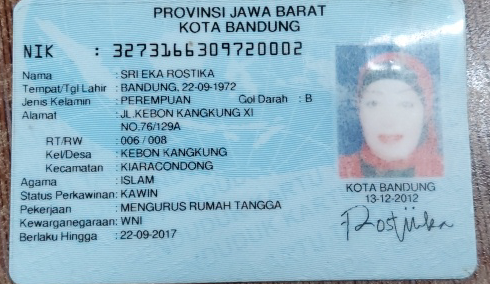 PROVINSI JAWA BARAT
KOTA BANDUNG
NIK : 3273166309720002
Nama : SRI EKA ROSTIKA
Tempat/Tgl Lahir : BANDUNG, 22-09-1972
Jenis Kelamin : PEREMPUAN Gol Darah : B
Alamat : JL.KEBON KANGKUNG XI
NO.76/129A
RT/RW : 006 / 008
Kel/Desa : KEBON KANGKUNG
Kecamatan : KIARACONDONG
Agama : ISLAM
Status Perkawinan: KAWIN
Pekerjaan : MENGURUS RUMAH TANGGA
Kewarganegaraan: WNI
Berlaku Hingga : 22-09-2017
KOTA BANDUNG
13-12-2012